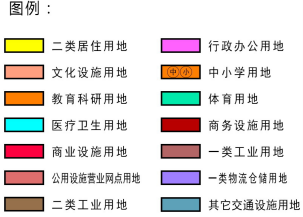 图例：
二类居住用地 行政办公用地
文化设施用地 中 小 中小学用地
教育科研用地 体育用地
医疗卫生用地 商务设施用地
商业设施用地 一类工业用地
公用设施营业网点用地 一类物流仓储用地
二类工业用地 其它交通设施用地